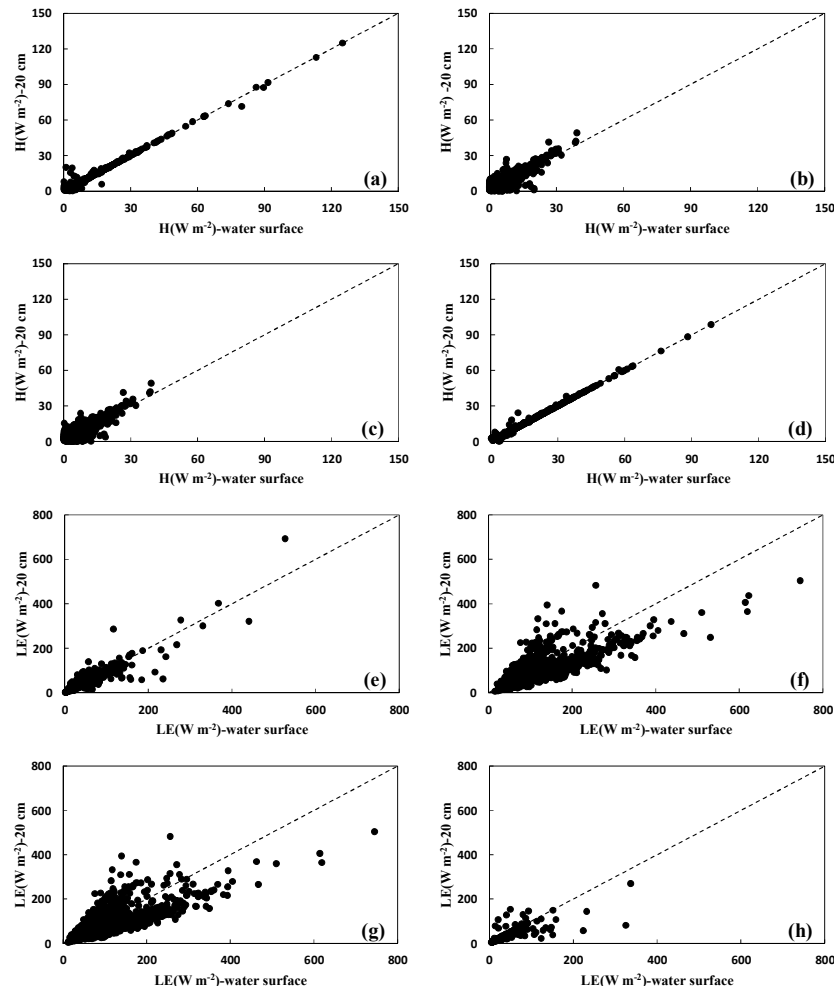 150
120
90
60
30
0
H(W m-2)-20 cm
0 30 60 90 120 150
H(W m-2)-water surface
(a)
150
120
90
60
30
0
H(W m-2) -20 cm
0 30 60 90 120 150
H(W m-2)-water surface
(b)
150
120
90
60
30
0
H(W m-2)-20 cm
0 30 60 90 120 150
H(W m-2)-water surface
(c)
150
120
90
60
30
0
H(W m-2)-20 cm
0 30 60 90 120 150
H(W m-2)-water surface
(d)
800
600
400
200
0
LE(W m-2)-20 cm
0 200 400 600 800
LE(W m-2)-water surface
(e)
800
600
400
200
0
LE(W m-2)-20 cm
0 200 400 600 800
LE(W m-2)-water surface
(f)
800
600
400
200
0
LE(W m-2)-20 cm
0 200 400 600 800
LE(W m-2)-water surface
(g)
800
600
400
200
0
LE(W m-2)-20 cm
0 200 400 600 800
LE(W m-2)-water surface
(h)